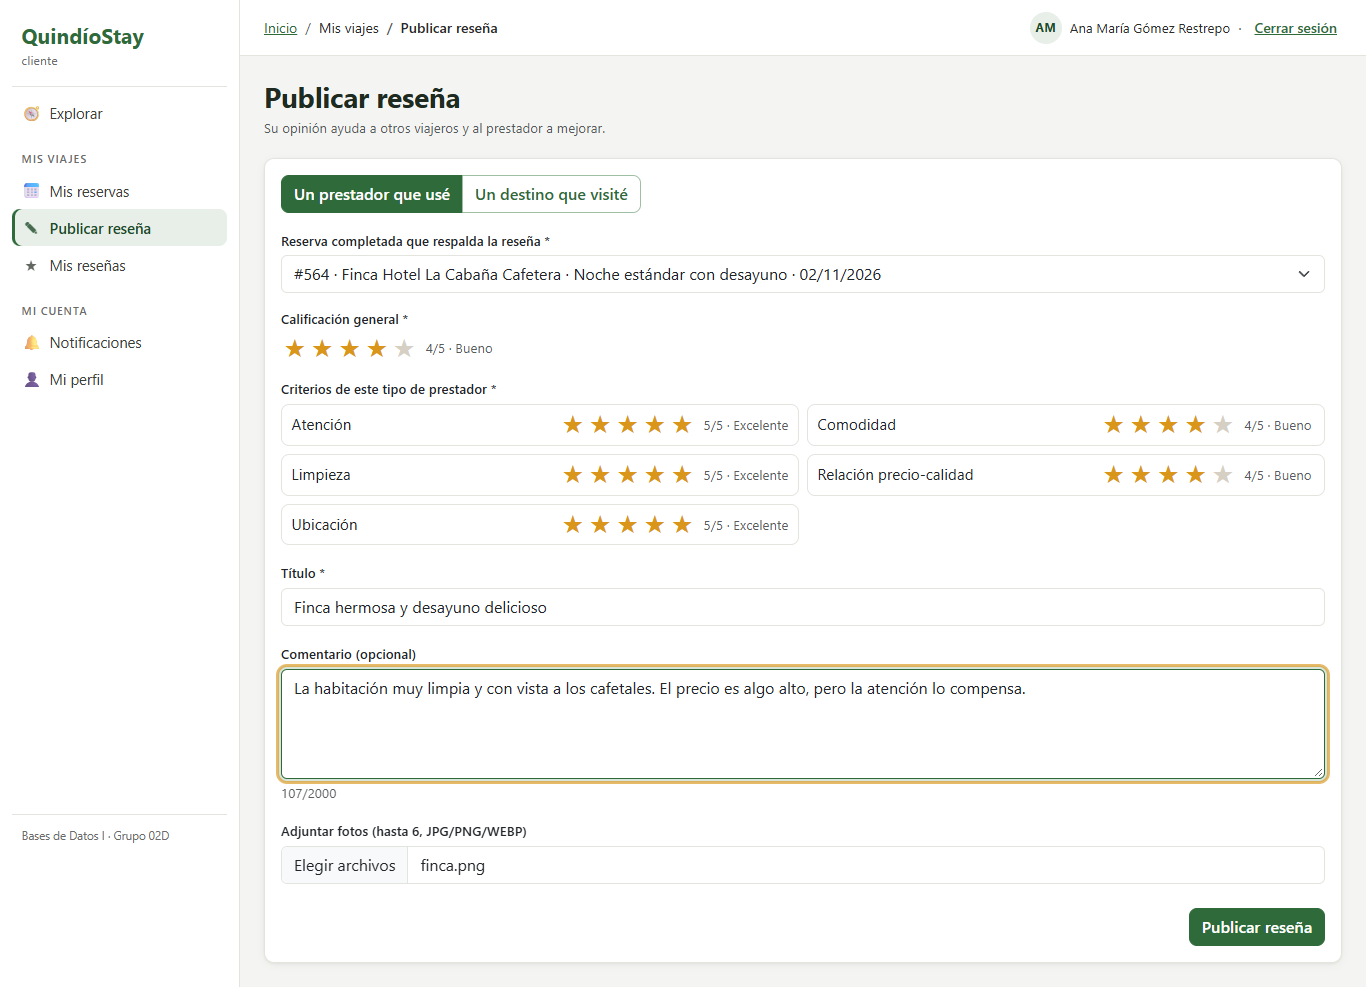 QuindíoStay
cliente
Explorar
MIS VIAJES
Mis reservas
Publicar reseña
Mis reseñas
MI CUENTA
Notificaciones
Mi perfil
Bases de Datos I · Grupo 02D
Inicio / Mis viajes / Publicar reseña
AM Ana María Gómez Restrepo · Cerrar sesión
Publicar reseña
Su opinión ayuda a otros viajeros y al prestador a mejorar.
Un prestador que usé Un destino que visité
Reserva completada que respalda la reseña *
#564 · Finca Hotel La Cabaña Cafetera · Noche estándar con desayuno · 02/11/2026
Calificación general *
4/5 · Bueno
Criterios de este tipo de prestador *
Atención 5/5 · Excelente
Comodidad 4/5 · Bueno
Limpieza 5/5 · Excelente
Relación precio-calidad 4/5 · Bueno
Ubicación 5/5 · Excelente
Título *
Finca hermosa y desayuno delicioso
Comentario (opcional)
La habitación muy limpia y con vista a los cafetales. El precio es algo alto, pero la atención lo compensa.
107/2000
Adjuntar fotos (hasta 6, JPG/PNG/WEBP)
Elegir archivos finca.png
Publicar reseña